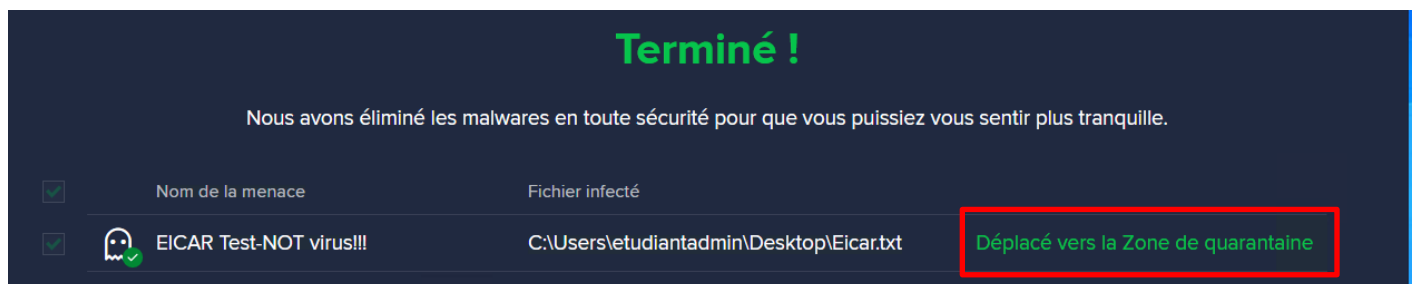 Terminé !
Nous avons éliminé les malwares en toute sécurité pour que vous puissiez vous sentir plus tranquille.
Nom de la menace Fichier infecté
EICAR Test-NOT virus!!! C:\Users\etudiantadmin\Desktop\Eicar.txt Déplacé vers la Zone de quarantaine